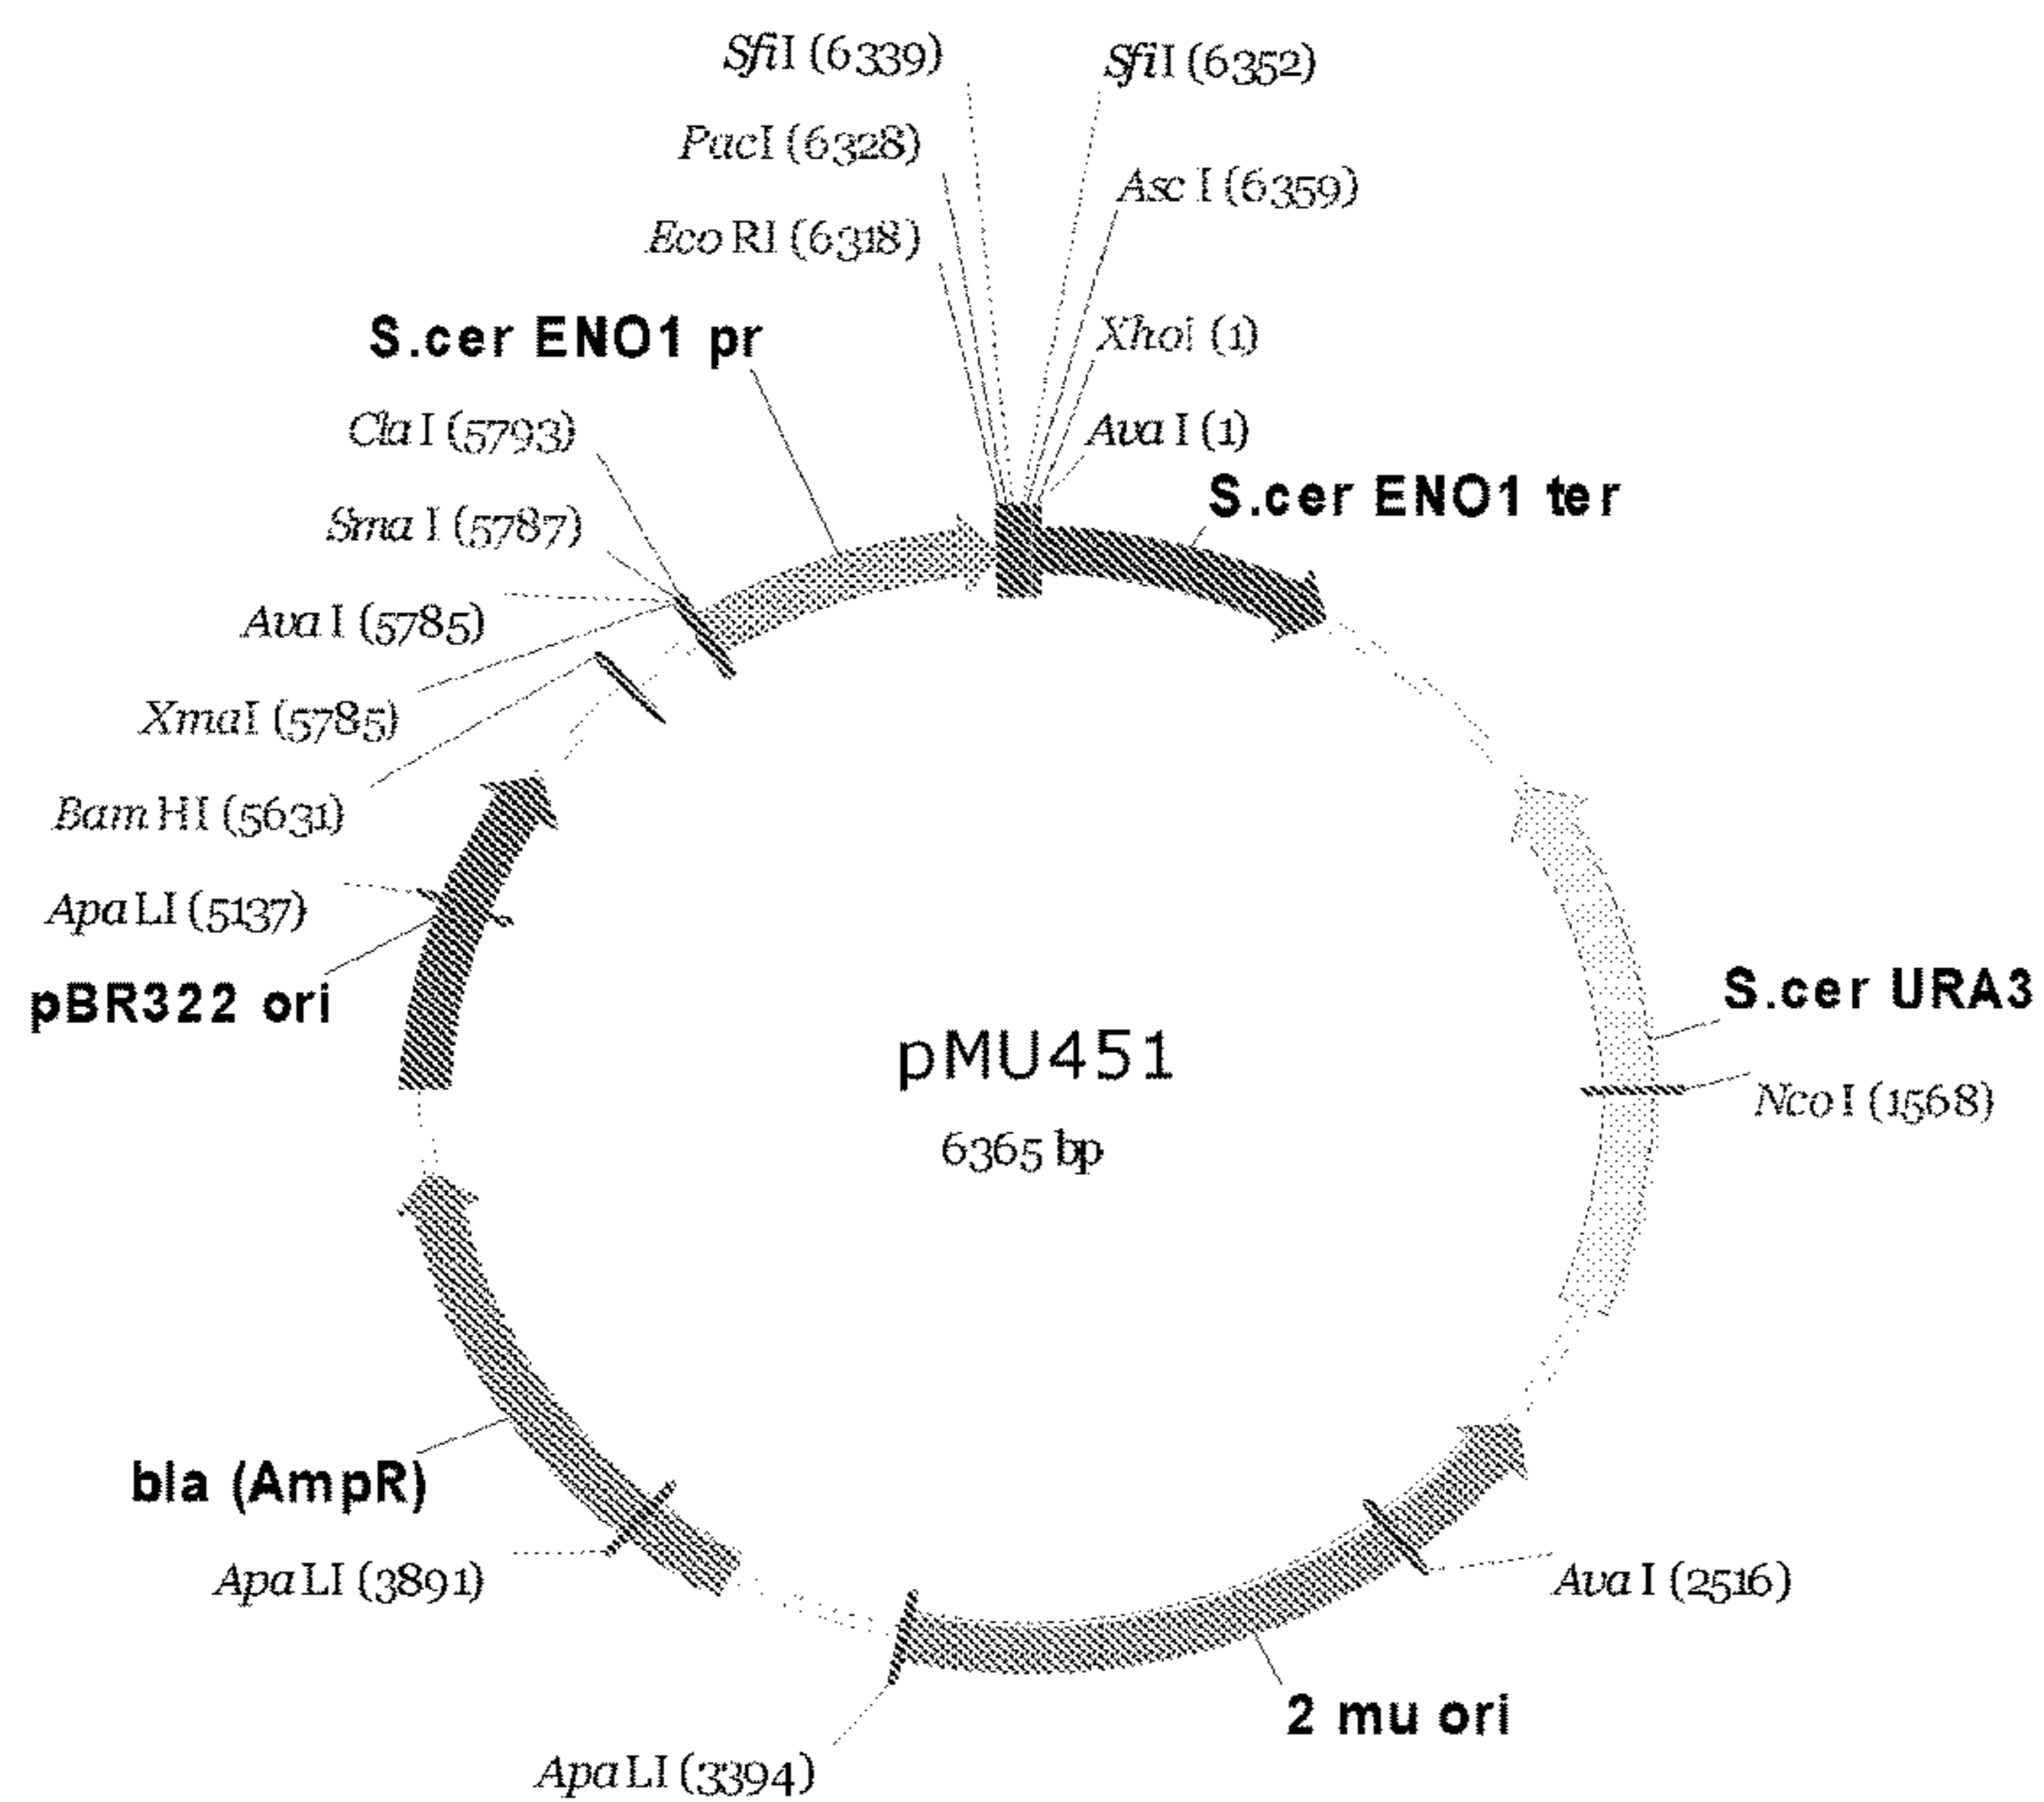 SfiI (6339)
SfiI (6352)
PacI (6328)
Asc I (6359)
Eco RI (6318)
XhoI (1)
S.cer ENO1 pr
Cla I (5793)
Ava I (1)
S.cer ENO1 ter
Sma I (5787)
Ava I (5785)
XmaI (5785)
Bam HI (5631)
Apa LI (5137)
pBR322 ori
S.cer URA3
pMU451
6365 bp
Nco I (1568)
bla (AmpR)
Apa LI (3891)
Ava I (2516)
2 mu ori
Apa LI (3394)